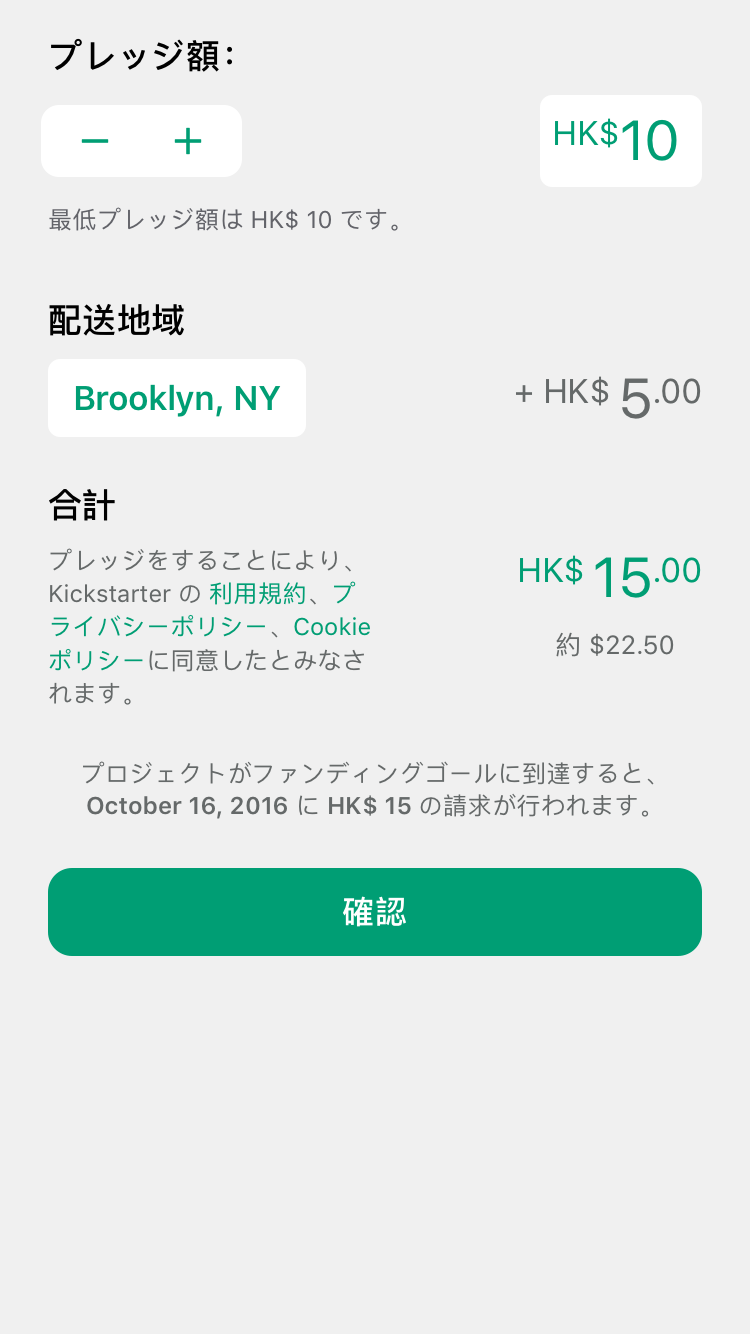 プレッジ額：
− +
HK$10
最低プレッジ額は HK$ 10 です。
配送地域
Brooklyn, NY
+ HK$ 5.00
合計
プレッジをすることにより、
Kickstarter の 利用規約、プ
ライバシーポリシー、Cookie
ポリシーに同意したとみなさ
れます。
HK$ 15.00
約 $22.50
プロジェクトがファンディングゴールに到達すると、
October 16, 2016 に HK$ 15 の請求が行われます。
確認